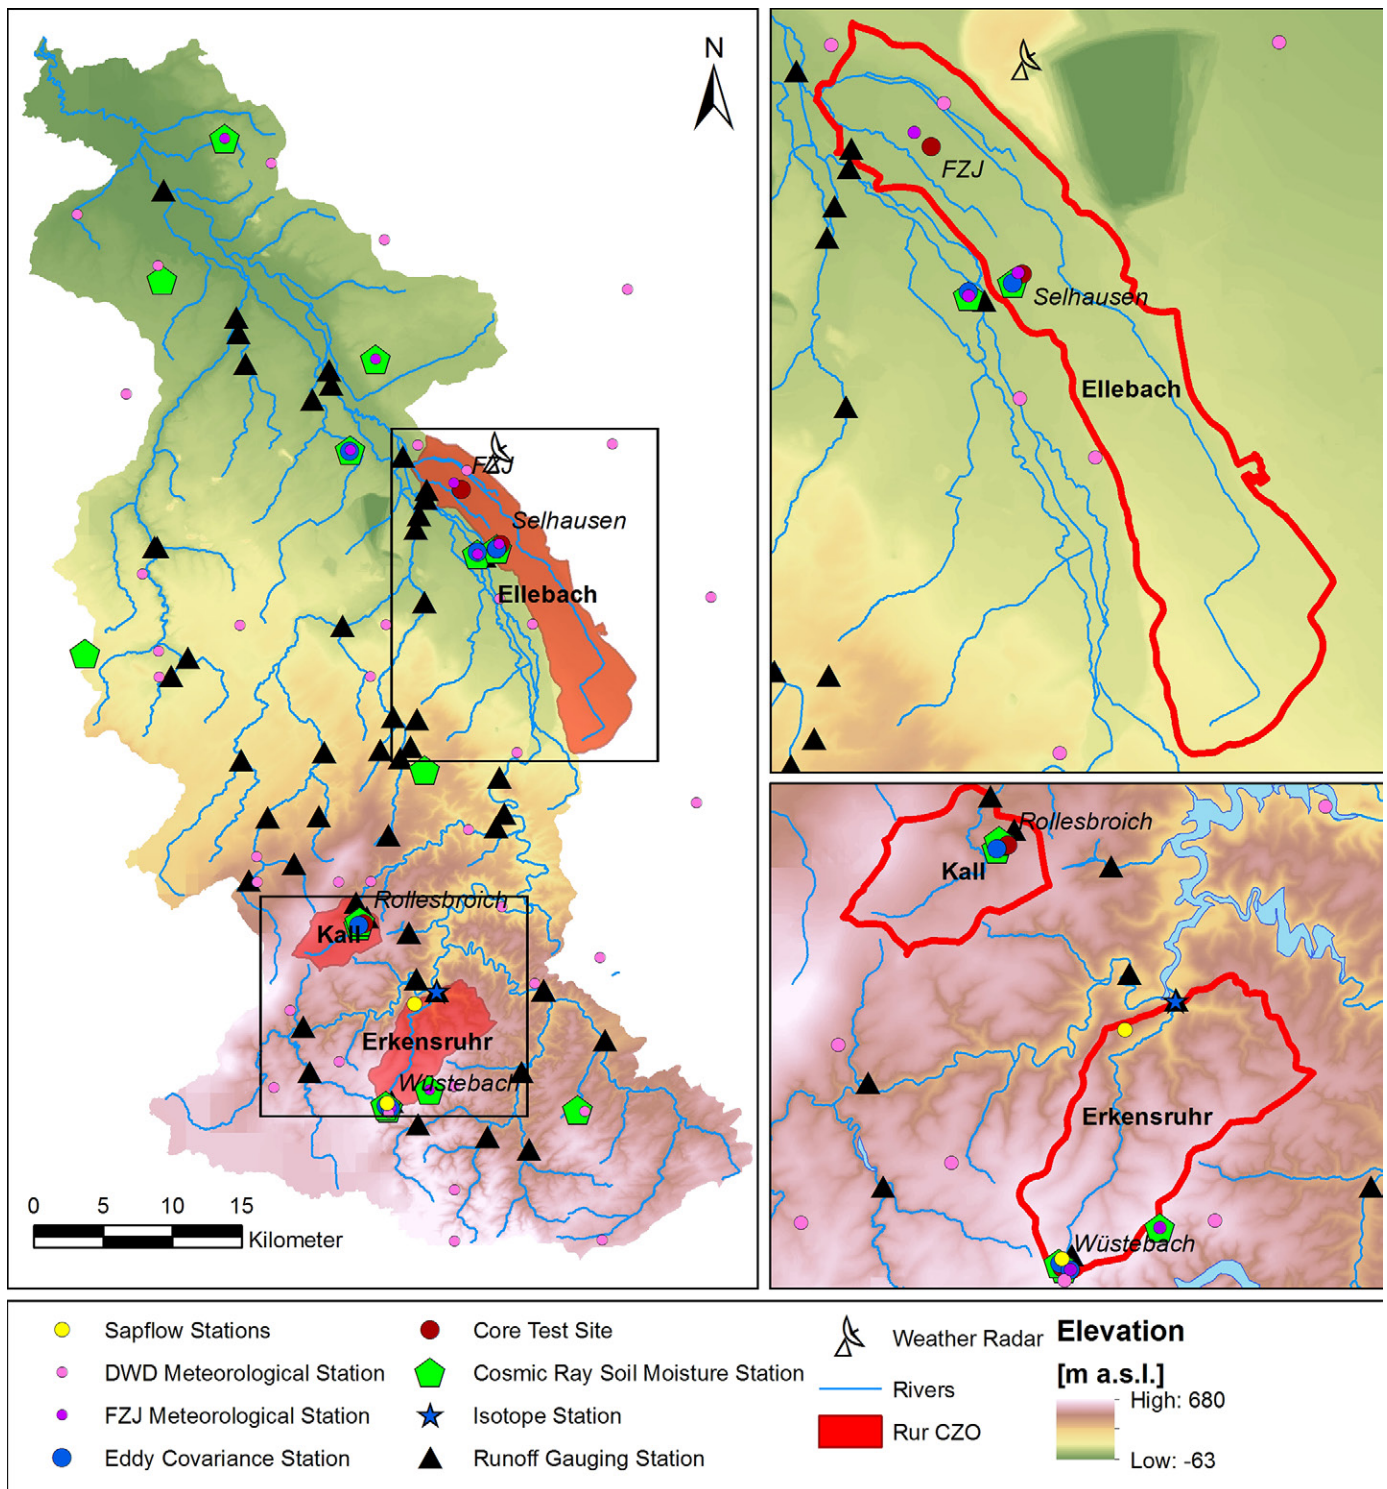 N
FZJ
Selhausen
Ellebach
Rollesbroich
Kall
Erkensruhr
Wüstebach
0 5 10 15
Kilometer
FZJ
Selhausen
Ellebach
Rollesbroich
Kall
Erkensruhr
Wüstebach
Sapflow Stations
DWD Meteorological Station
FZJ Meteorological Station
Eddy Covariance Station
Core Test Site
Cosmic Ray Soil Moisture Station
Isotope Station
Runoff Gauging Station
Weather Radar
Rivers
Rur CZO
Elevation
[m a.s.l.]
High: 680
Low: -63